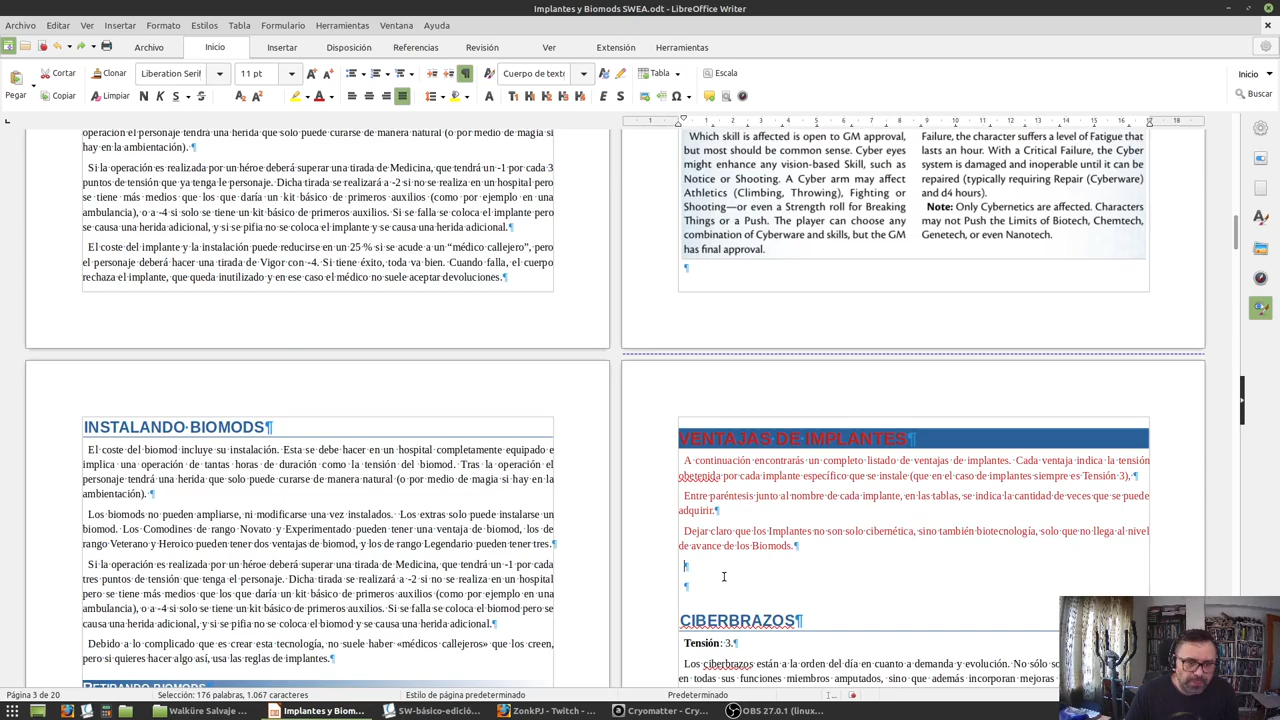 Implantes y Biomods SWEA.odt - LibreOffice Writer
Archivo Editar Ver Insertar Formato Estilos Tabla Formulario Herramientas Ventana Ayuda
Archivo Inicio Insertar Disposición Referencias Revisión Ver Extensión Herramientas
Pegar Cortar Clonar Liberation Serif 11 pt Cuerpo de texto Tabla Escala Inicio
Copiar Limpiar Buscar
operación el personaje tendrá una herida que solo puede curarse de manera natural (o por medio de magia si
hay en la ambientación).
Si la operación es realizada por un héroe deberá superar una tirada de Medicina, que tendrá un -1 por cada 3
puntos de tensión que ya tenga le personaje. Dicha tirada se realizará a -2 si no se realiza en un hospital pero
se tiene más medios que los que daría un kit básico de primeros auxilios (como por ejemplo en una
ambulancia), o a -4 si solo se tiene un kit básico de primeros auxilios. Si se falla se coloca el implante pero
se causa una herida adicional, y si se pifia no se coloca el implante y se causa una herida adicional.
El coste del implante y la instalación puede reducirse en un 25 % si se acude a un “médico callejero”, pero
el personaje deberá hacer una tirada de Vigor con -4. Si tiene éxito, toda va bien. Cuando falla, el cuerpo
rechaza el implante, que queda inutilizado y en ese caso el médico no suele aceptar devoluciones.
Which skill is affected is open to GM approval,
but most should be common sense. Cyber eyes
might enhance any vision-based Skill, such as
Notice or Shooting. A Cyber arm may affect
Athletics (Climbing, Throwing), Fighting or
Shooting—or even a Strength roll for Breaking
Things or a Push. The player can choose any
combination of Cyberware and skills, but the GM
has final approval.
Failure, the character suffers a level of Fatigue that
lasts an hour. With a Critical Failure, the Cyber
system is damaged and inoperable until it can be
repaired (typically requiring Repair (Cyberware)
and d4 hours).
Note: Only Cybernetics are affected. Characters
may not Push the Limits of Biotech, Chemtech,
Genetech, or even Nanotech.
INSTALANDO BIOMODS
El coste del biomod incluye su instalación. Esta se debe hacer en un hospital completamente equipado e
implica una operación de tantas horas de duración como la tensión del biomod. Tras la operación el
personaje tendrá una herida que solo puede curarse de manera natural (o por medio de magia si hay en la
ambientación).
Los biomods no pueden ampliarse, ni modificarse una vez instalados. Los extras solo puede instalarse un
biomod. Los Comodines de rango Novato y Experimentado pueden tener una ventaja de biomod, los de
rango Veterano y Heroico pueden tener dos ventajas de biomod, y los de rango Legendario pueden tener tres.
Si la operación es realizada por un héroe deberá superar una tirada de Medicina, que tendrá un -1 por cada
tres puntos de tensión que tenga el personaje. Dicha tirada se realizará a -2 si no se realiza en un hospital
pero se tiene más medios que los que daría un kit básico de primeros auxilios (como por ejemplo en una
ambulancia), o a -4 si solo se tiene un kit básico de primeros auxilios. Si se falla se coloca el biomod pero se
causa una herida adicional, y si se pifia no se coloca el biomod y se causa una herida adicional.
Debido a lo complicado que es crear esta tecnología, no suele haber «médicos callejeros» que los creen,
pero si quieres hacer algo así, usa las reglas de implantes.
RETIRANDO BIOMODS
VENTAJAS DE IMPLANTES
A continuación encontrarás un completo listado de ventajas de implantes. Cada ventaja indica la tensión
obetenida por cada implante específico que se instale (que en el caso de implantes siempre es Tensión 3),
Entre paréntesis junto al nombre de cada implante, en las tablas, se indica la cantidad de veces que se puede
adquirir.
Dejar claro que los Implantes no son solo cibernética, sino también biotecnología, solo que no llega al nivel
de avance de los Biomods.
CIBERBRAZOS
Tensión: 3.
Los ciberbrazos están a la orden del día en cuanto a demanda y evolución. No sólo
en todas sus funciones miembros amputados, sino que además incorporan mejoras
Página 3 de 20 Selección: 176 palabras, 1.067 caracteres Estilo de página predeterminado Predeterminado
Walküre Salvaje Implantes y Biom... SW-básico-edició... ZonkPJ - Twitch - ... Cryomatter - Cryi... OBS 27.0.1 (linux...